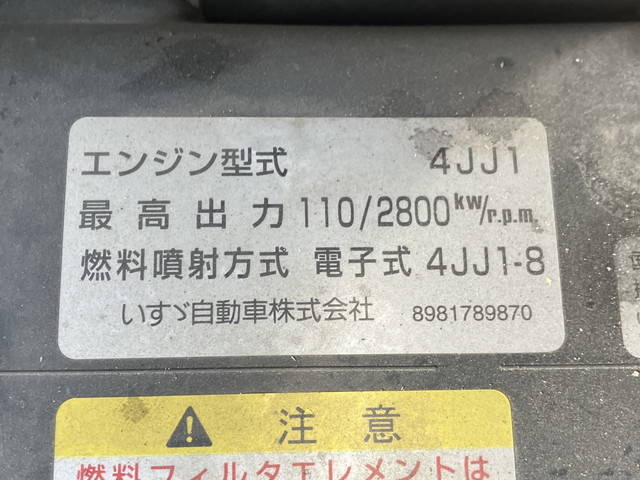 エンジン型式 4JJ1
最高出力 110/2800kw/r.p.m.
燃料噴射方式 電子式 4JJ1-8
いすゞ自動車株式会社 8981789870
注意
燃料フィルタエレメントは